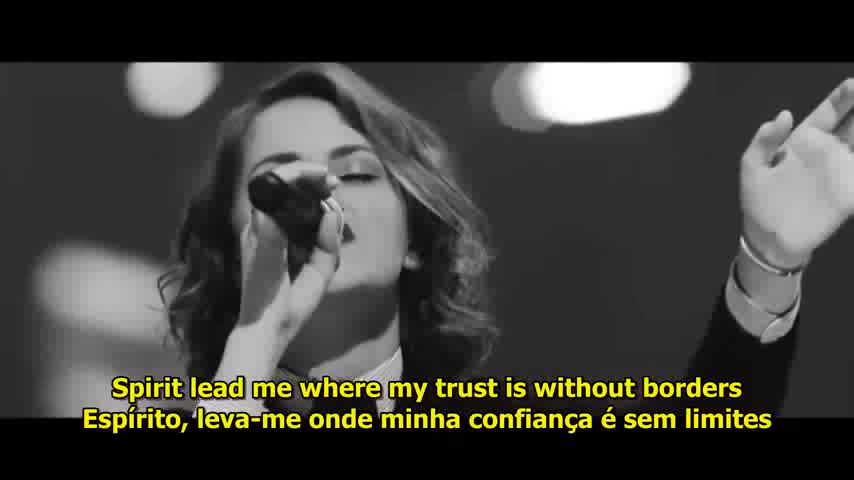 Spirit lead me where my trust is without borders
Espírito, leva-me onde minha confiança é sem limites